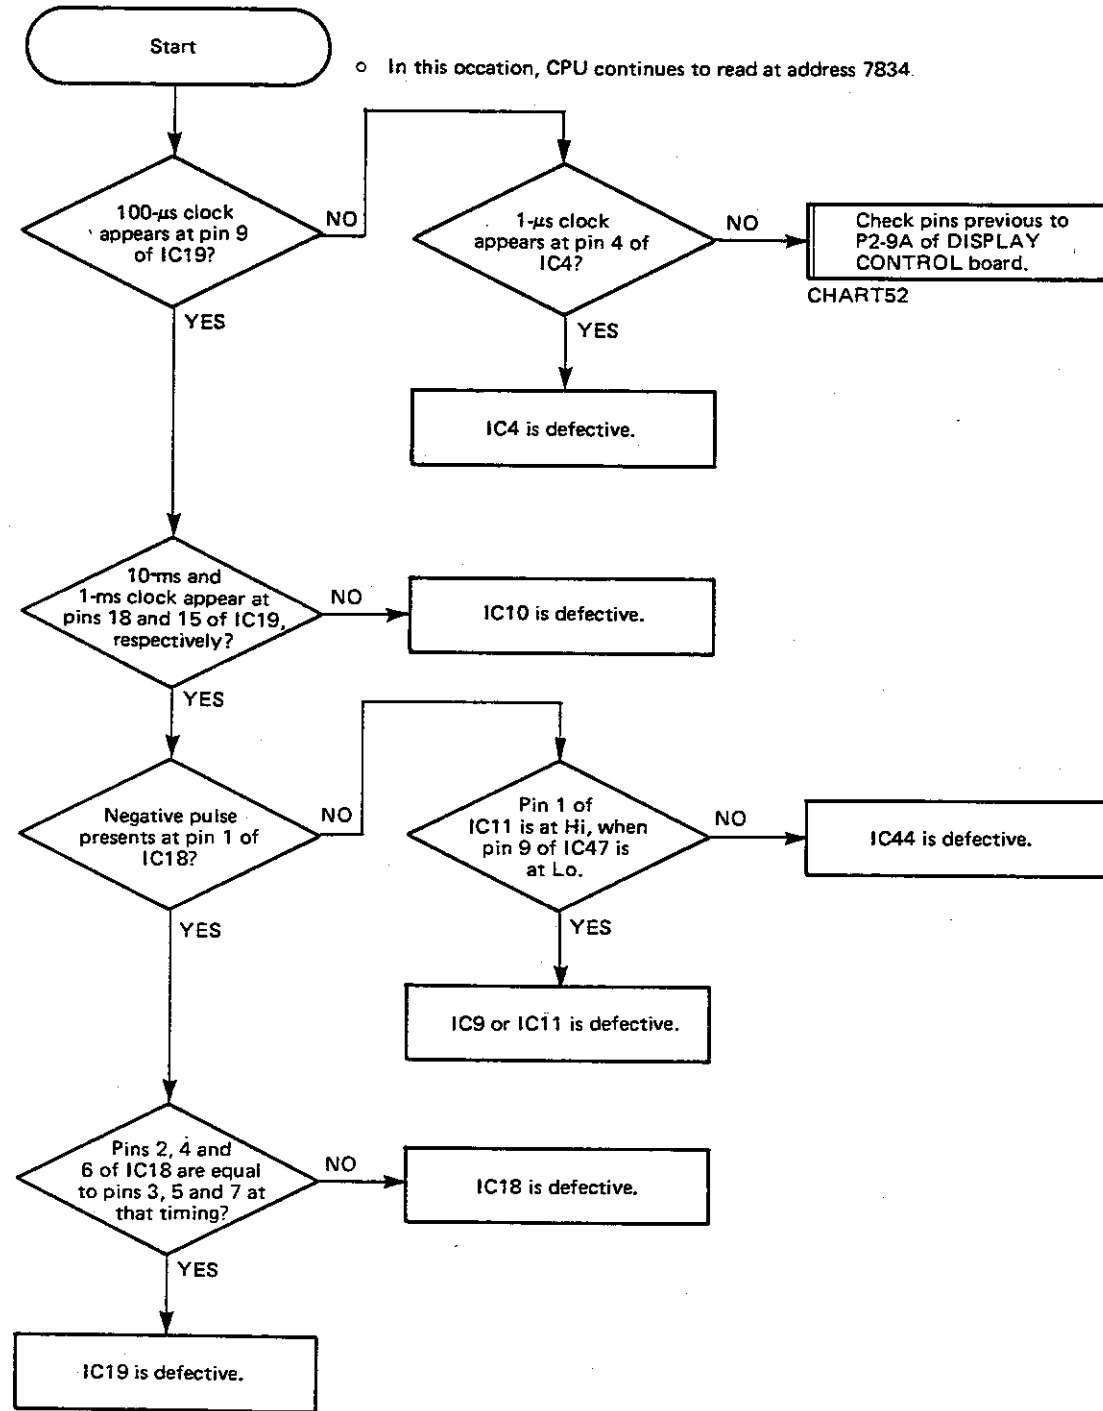 Start
o In this occation, CPU continues to read at address 7834.
100-μs clock
appears at pin 9
of IC19?
NO
YES
1-μs clock
appears at pin 4 of
IC4?
NO
YES
Check pins previous to
P2-9A of DISPLAY
CONTROL board.
CHART52
IC4 is defective.
10-ms and
1-ms clock appear at
pins 18 and 15 of IC19,
respectively?
NO
YES
IC10 is defective.
Negative pulse
presents at pin 1 of
IC18?
NO
YES
Pin 1 of
IC11 is at Hi, when
pin 9 of IC47 is
at Lo.
NO
YES
IC44 is defective.
IC9 or IC11 is defective.
Pins 2, 4 and
6 of IC18 are equal
to pins 3, 5 and 7 at
that timing?
NO
YES
IC18 is defective.
IC19 is defective.